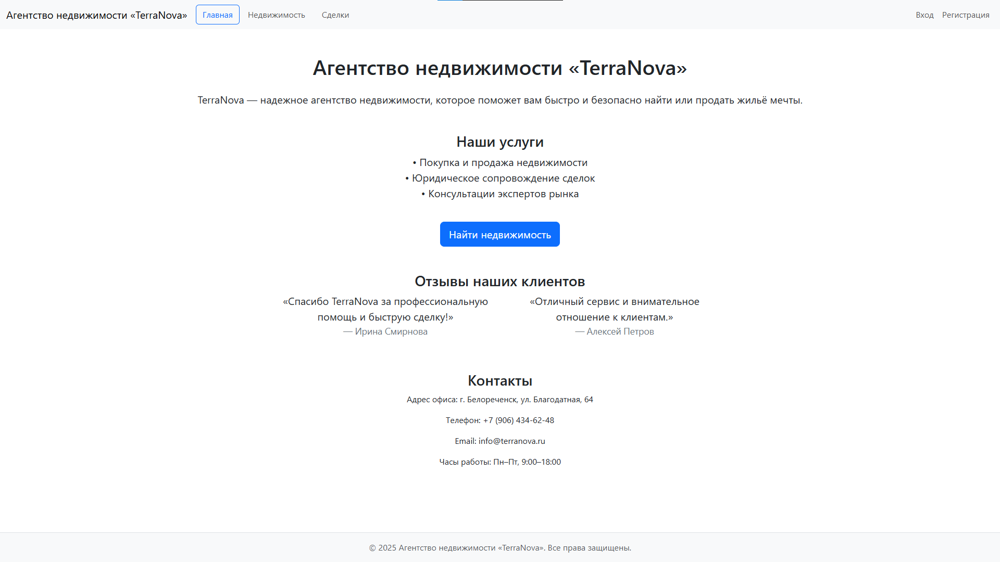 Агентство недвижимости «TerraNova»
Главная
Недвижимость
Сделки
Вход
Регистрация
Агентство недвижимости «TerraNova»
TerraNova — надежное агентство недвижимости, которое поможет вам быстро и безопасно найти или продать жильё мечты.
Наши услуги
• Покупка и продажа недвижимости
• Юридическое сопровождение сделок
• Консультации экспертов рынка
Найти недвижимость
Отзывы наших клиентов
«Спасибо TerraNova за профессиональную
помощь и быструю сделку!»
— Ирина Смирнова
«Отличный сервис и внимательное
отношение к клиентам.»
— Алексей Петров
Контакты
Адрес офиса: г. Белореченск, ул. Благодатная, 64
Телефон: +7 (906) 434-62-48
Email: info@terranova.ru
Часы работы: Пн–Пт, 9:00–18:00
© 2025 Агентство недвижимости «TerraNova». Все права защищены.